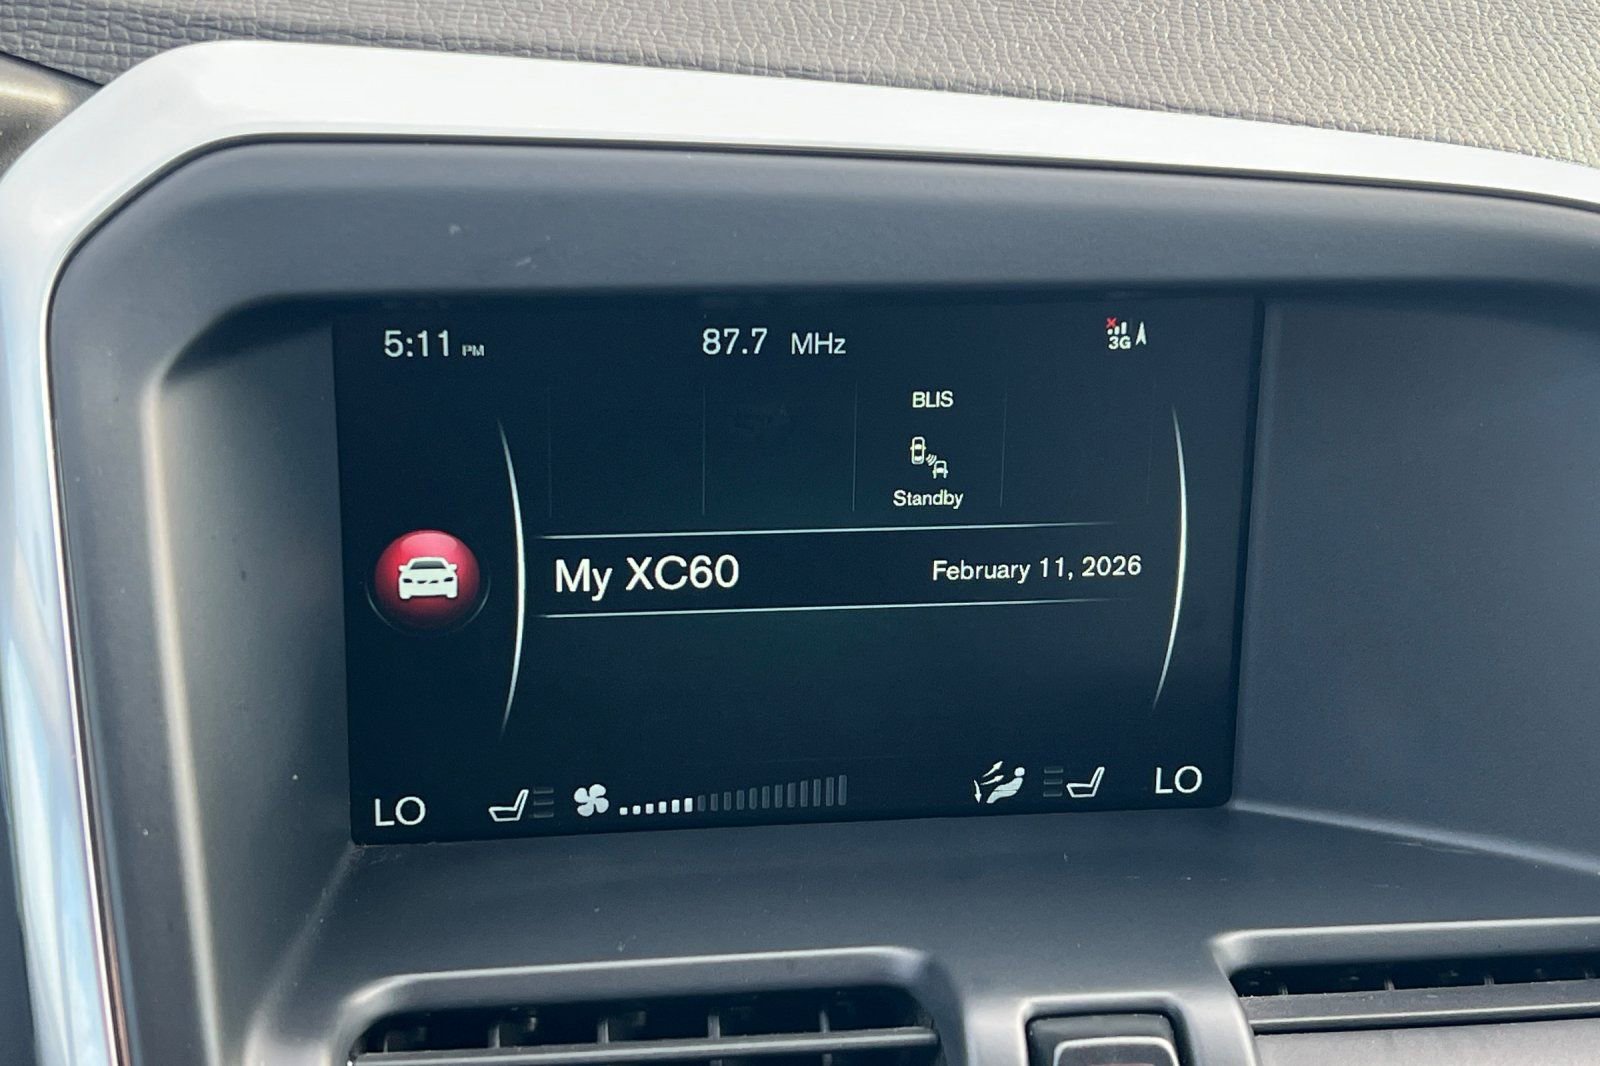 5:11 PM
87.7 MHz
3G
BLIS
Standby
My XC60
February 11, 2026
LO
LO